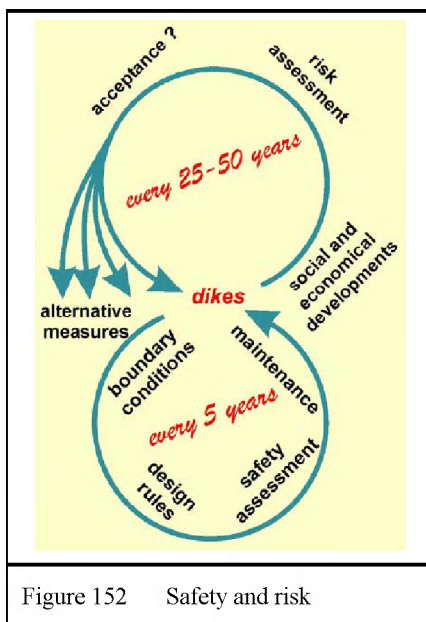 acceptance ?
risk
assessment
every 25-50 years
social and
economical
developments
dikes
alternative
measures
boundary
conditions
maintenance
every 5 years
design
rules
safety
assessment
Figure 152 Safety and risk